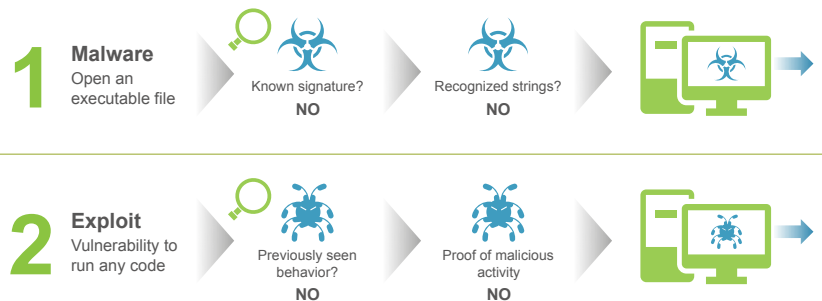 1
Malware
Open an
executable file
Known signature?
NO
Recognized strings?
NO
2
Exploit
Vulnerability to
run any code
Previously seen
behavior?
NO
Proof of malicious
activity
NO